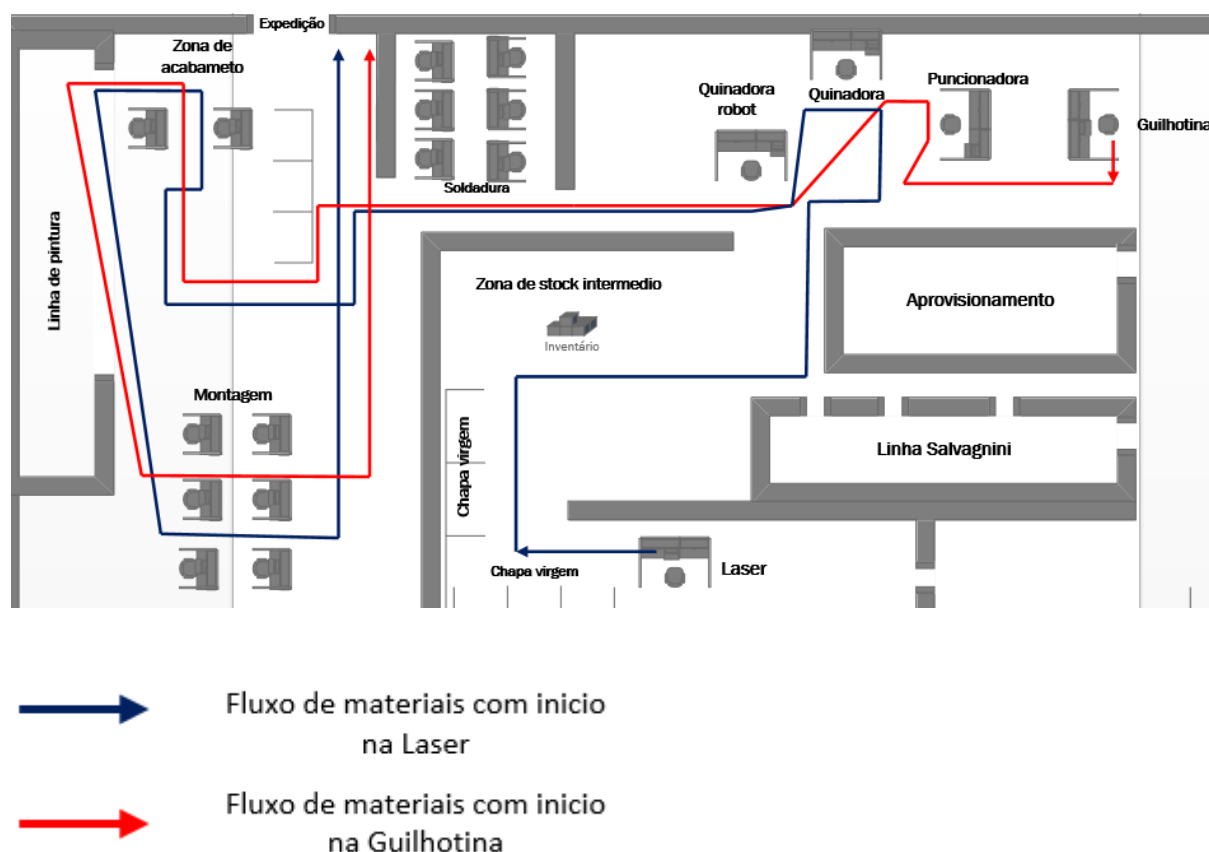 Expedição
Zona de
acabameto
Quinadora
robot
Quinadora
Puncionadora
Guilhotina
Soldadura
Linha de pintura
Zona de stock intermedio
Inventário
Aprovisionamento
Montagem
Chapa virgem
Chapa virgem
Linha Salvagnini
Chapa virgem
Laser
Fluxo de materiais com inicio
na Laser
Fluxo de materiais com inicio
na Guilhotina